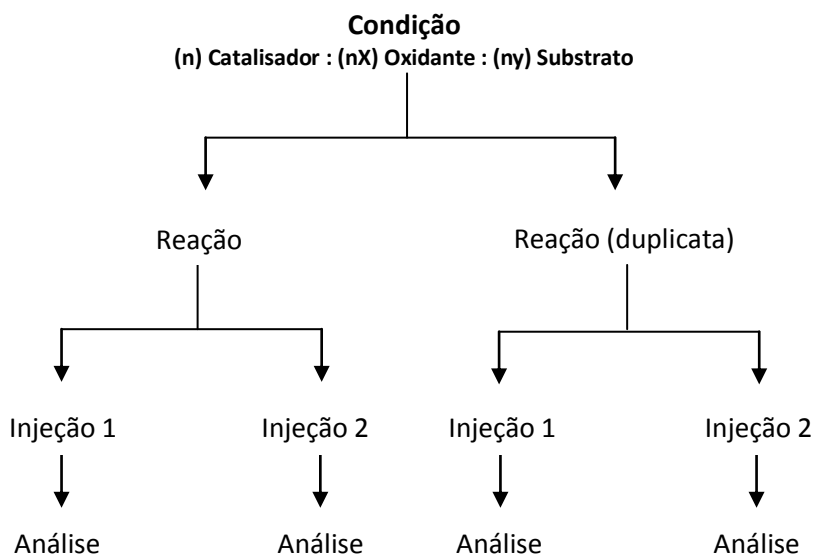 Condição
(n) Catalisador : (nX) Oxidante : (ny) Substrato
Reação
Reação (duplicata)
Injeção 1
Injeção 2
Injeção 1
Injeção 2
Análise
Análise
Análise
Análise